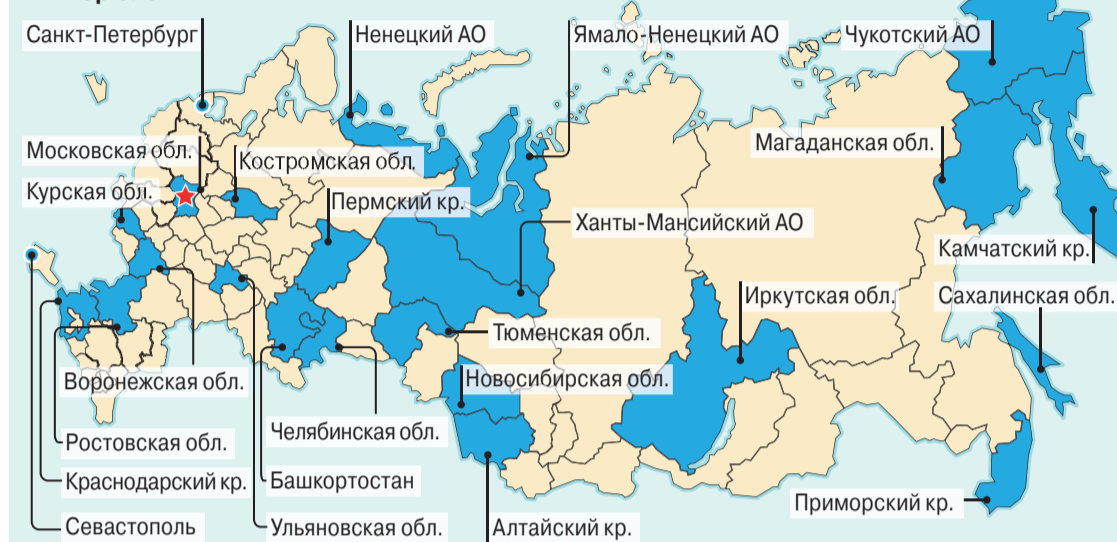 Санкт-Петербург
Ненецкий АО
Ямало-Ненецкий АО
Чукотский АО
Московская обл.
Костромская обл.
Магаданская обл.
Курская обл.
Пермский кр.
Ханты-Мансийский АО
Камчатский кр.
Иркутская обл.
Сахалинская обл.
Тюменская обл.
Воронежская обл.
Новосибирская обл.
Ростовская обл.
Челябинская обл.
Краснодарский кр.
Башкортостан
Приморский кр.
Севастополь
Ульяновская обл.
Алтайский кр.